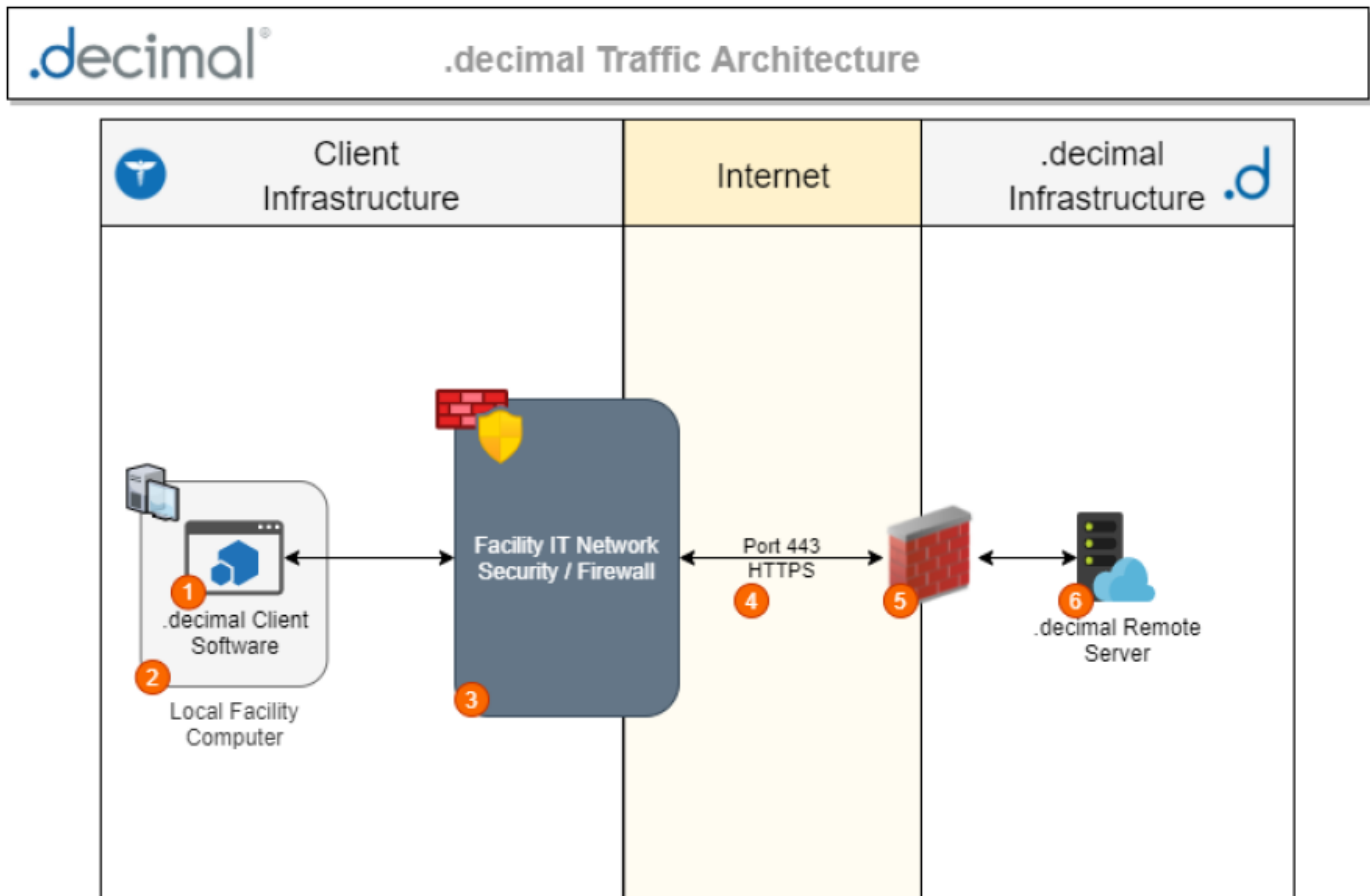 .decimal®
.decimal Traffic Architecture
Client
Infrastructure
Internet
.decimal
Infrastructure
.d
Facility IT Network
Security / Firewall
Port 443
HTTPS
1
4
5
6
.decimal Client
Software
.decimal Remote
Server
2
3
Local Facility
Computer